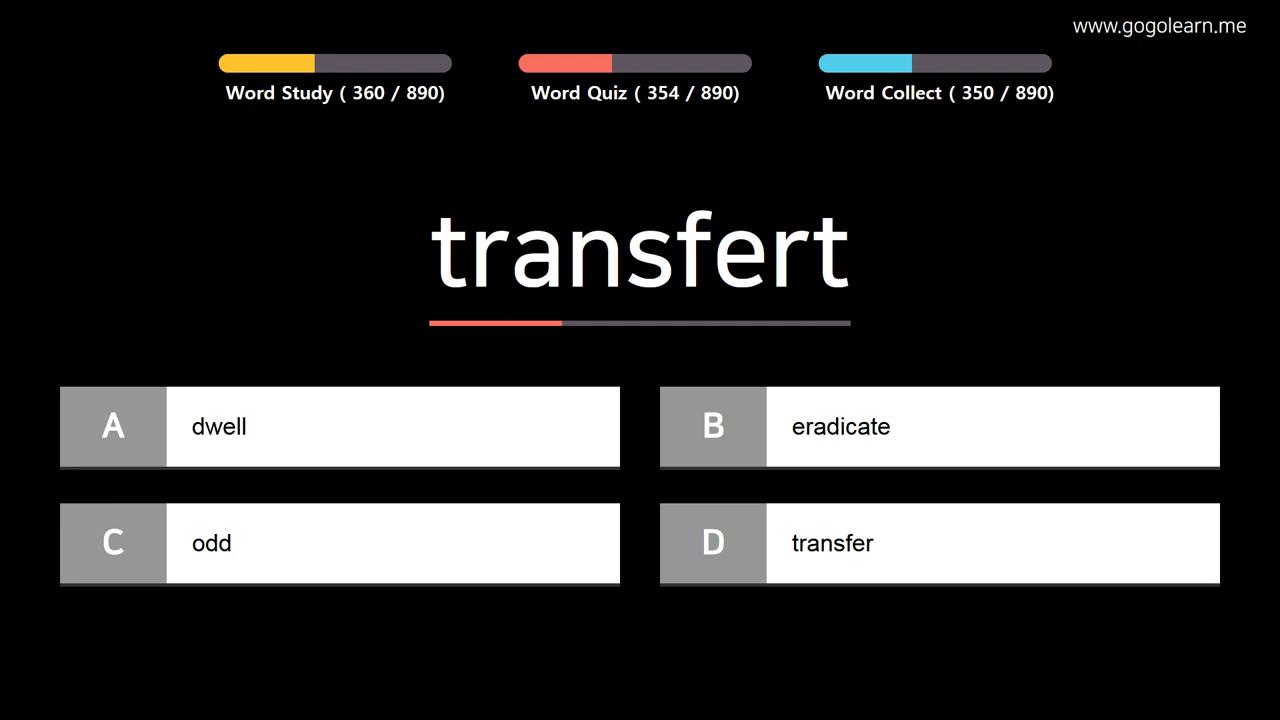 www.gogolearn.me
Word Study ( 360 / 890)
Word Quiz ( 354 / 890)
Word Collect ( 350 / 890)
transfert
A dwell
B eradicate
C odd
D transfer